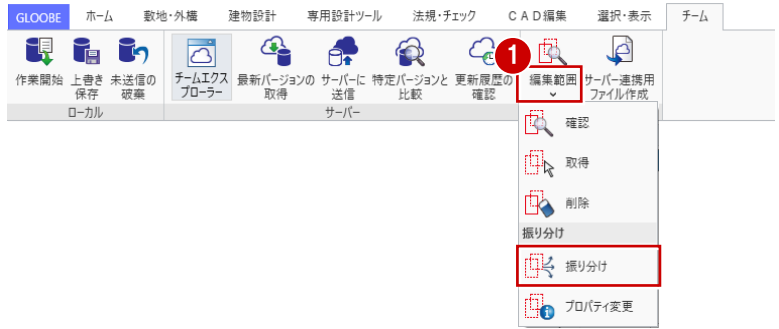 GLOOBE ホーム 敷地・外構 建物設計 専用設計ツール 法規・チェック CAD編集 選択・表示 チーム
1
作業開始 上書き 未送信の チームエクス 最新バージョンの サーバーに 特定バージョンと 更新履歴の 編集範囲 サーバー連携用
保存 破棄 プローラー 取得 送信 比較 確認 ファイル作成
ローカル サーバー
確認
取得
削除
振り分け
振り分け
プロパティ変更